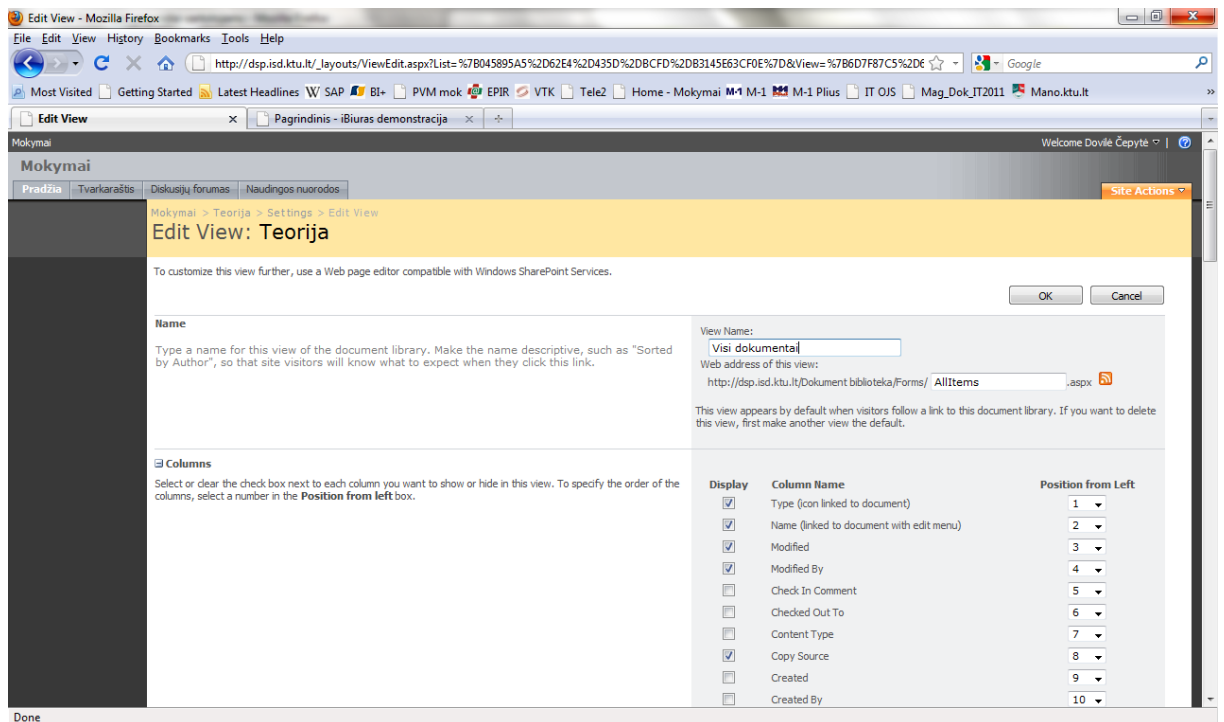 Edit View - Mozilla Firefox
File Edit View History Bookmarks Tools Help
http://dsp.isd.ktu.lt/_layouts/ViewEdit.aspx?List=%7B045895A5%2D62E4%2D435D%2DBCFD%2DB3145E63CF0E%7D&View=%7B6D7F87C5%2D6 Google
Most Visited Getting Started Latest Headlines W SAP BI+ PVM mok EPIR VTK Tele2 Home - Mokymai M-1 M-1 M-1 Plius IT OJS Mag_Dok_IT2011 Mano.ktu.lt »
Edit View Pagrindinis - iBiuras demonstracija
Mokymai Welcome Dovilė Čepytė
Mokymai
Pradžia Tvarkaraštis Diskusijų forumas Naudingos nuorodos Site Actions
Mokymai > Teorija > Settings > Edit View
Edit View: Teorija
To customize this view further, use a Web page editor compatible with Windows SharePoint Services.
OK Cancel
Name
Type a name for this view of the document library. Make the name descriptive, such as "Sorted
by Author", so that site visitors will know what to expect when they click this link.
View Name:
Visi dokumentai
Web address of this view:
http://dsp.isd.ktu.lt/Dokument biblioteka/Forms/ AllItems .aspx
This view appears by default when visitors follow a link to this document library. If you want to delete
this view, first make another view the default.
Columns
Select or clear the check box next to each column you want to show or hide in this view. To specify the order of the
columns, select a number in the Position from left box.
Display Column Name Position from Left
Type (icon linked to document) 1
Name (linked to document with edit menu) 2
Modified 3
Modified By 4
Check In Comment 5
Checked Out To 6
Content Type 7
Copy Source 8
Created 9
Created By 10
Done